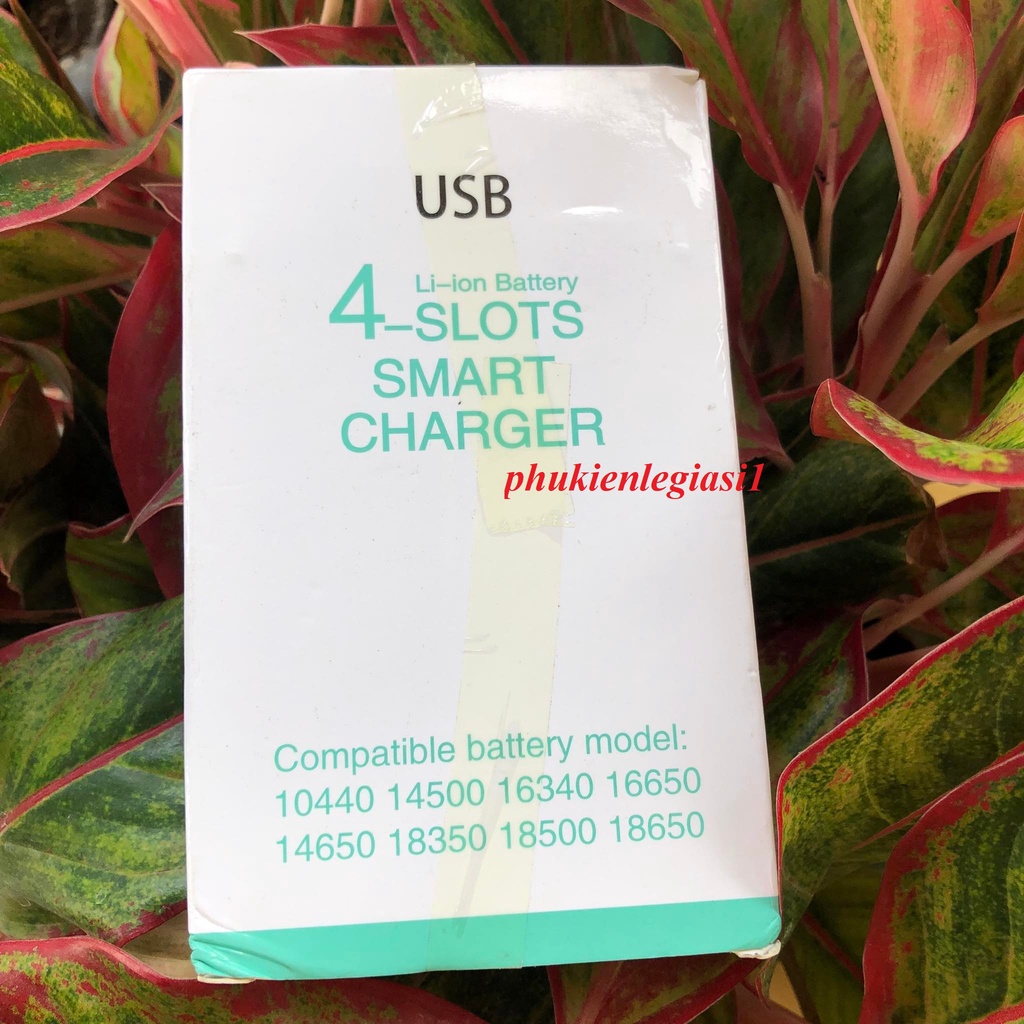 USB
Li-ion Battery
4-SLOTS
SMART
CHARGER
phukienlegiasi1
Compatible battery model:
10440 14500 16340 16650
14650 18350 18500 18650